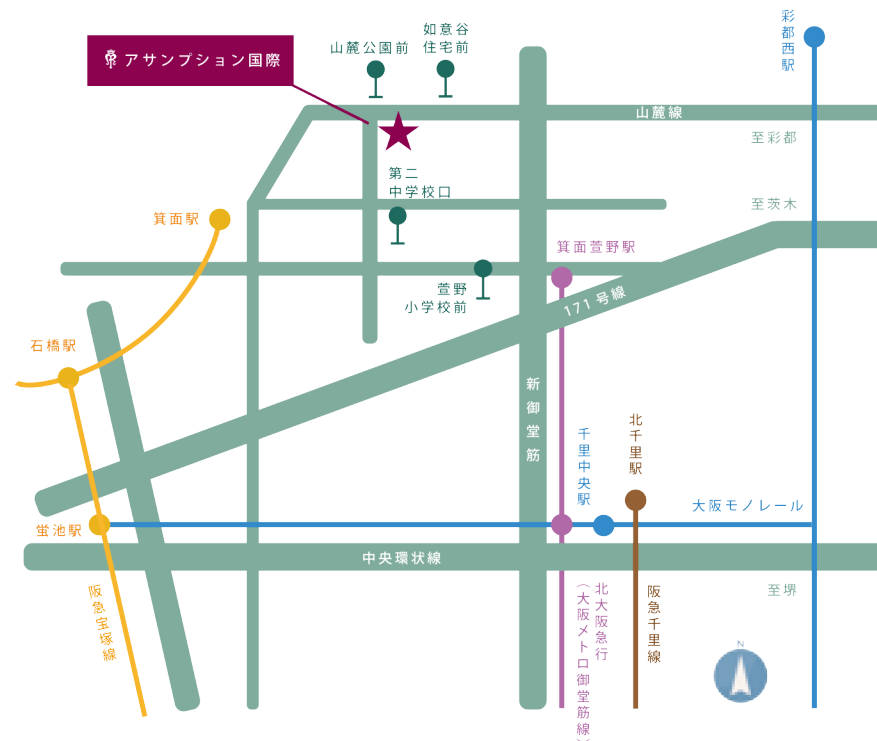 彩都西駅
如意谷
住宅前
山麓公園前
アサンプション国際
山麓線
至彩都
第二
中学校口
至茨木
箕面駅
箕面萱野駅
萱野
小学校前
171 号線
石橋駅
新御堂筋
北千里駅
千里中央駅
大阪モノレール
蛍池駅
中央環状線
至堺
阪急宝塚線
北大阪急行
（大阪メトロ御堂筋線）
阪急千里線
N